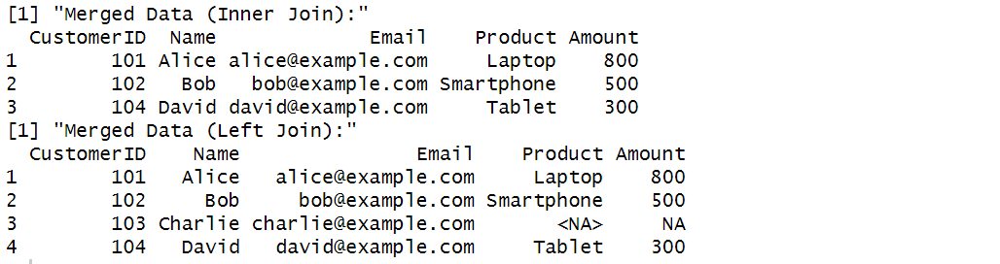 [1] "Merged Data (Inner Join):"
  CustomerID  Name             Email    Product Amount
1        101 Alice alice@example.com     Laptop    800
2        102   Bob   bob@example.com Smartphone    500
3        104 David david@example.com     Tablet    300
[1] "Merged Data (Left Join):"
  CustomerID    Name               Email    Product Amount
1        101   Alice   alice@example.com     Laptop    800
2        102     Bob     bob@example.com Smartphone    500
3        103 Charlie charlie@example.com       <NA>     NA
4        104   David   david@example.com     Tablet    300